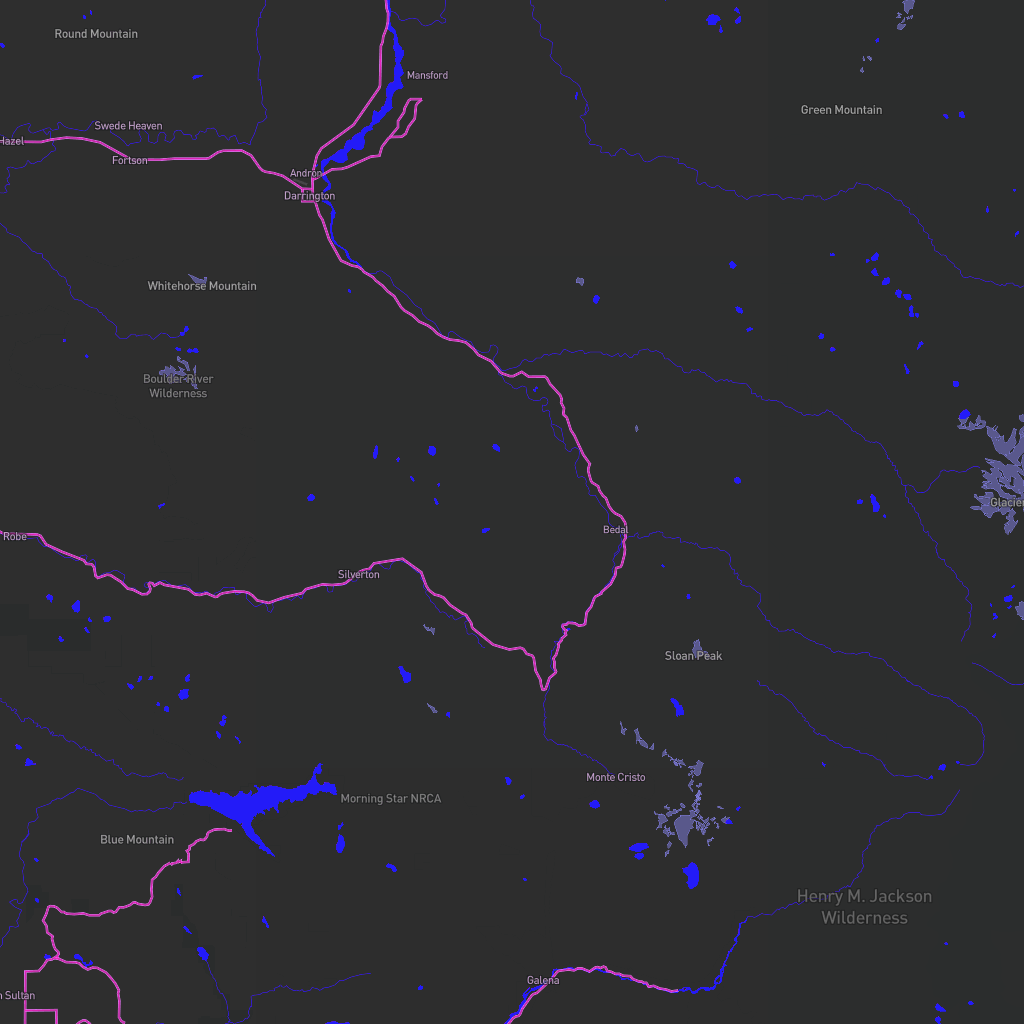 Round Mountain
Mansford
Green Mountain
Swede Heaven
Hazel
Fortson
Andron
Darrington
Whitehorse Mountain
Boulder River
Wilderness
Glacier
Robe
Bedal
Silverton
Sloan Peak
Monte Cristo
Morning Star NRCA
Blue Mountain
Henry M. Jackson
Wilderness
Galena
Sultan